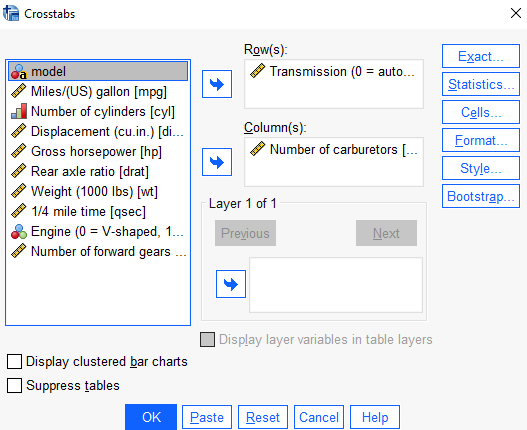 Crosstabs
model
Miles/(US) gallon [mpg]
Number of cylinders [cyl]
Displacement (cu.in.) [di...
Gross horsepower [hp]
Rear axle ratio [drat]
Weight (1000 lbs) [wt]
1/4 mile time [qsec]
Engine (0 = V-shaped, 1...
Number of forward gears ...
Row(s):
Transmission (0 = auto...
Column(s):
Number of carburetors [...
Layer 1 of 1
Previous
Next
Display layer variables in table layers
Exact...
Statistics...
Cells...
Format...
Style...
Bootstrap...
Display clustered bar charts
Suppress tables
OK
Paste
Reset
Cancel
Help